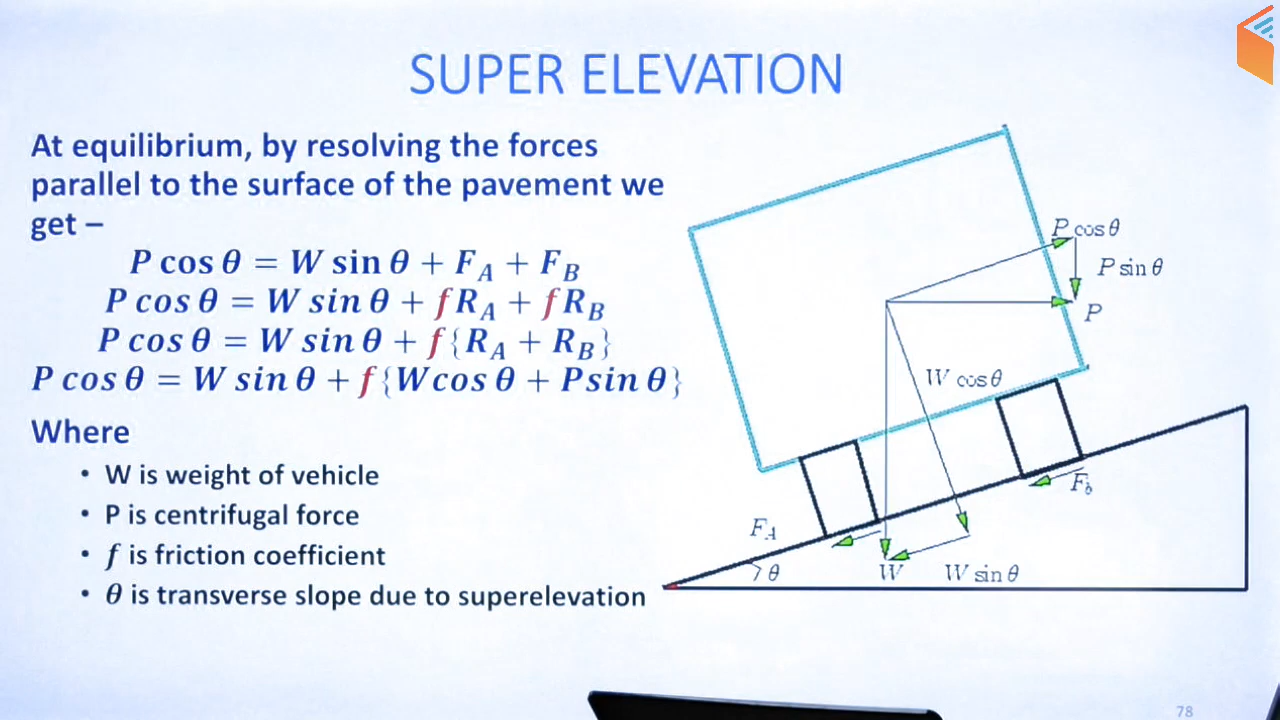 SUPER ELEVATION
At equilibrium, by resolving the forces
parallel to the surface of the pavement we
get –
P cos θ = W sin θ + F_A + F_B
P cos θ = W sin θ + fR_A + fR_B
P cos θ = W sin θ + f{R_A + R_B}
P cos θ = W sin θ + f{Wcos θ + Psin θ}
Where
• W is weight of vehicle
• P is centrifugal force
• f is friction coefficient
• θ is transverse slope due to superelevation
P cos θ
P sin θ
P
W cos θ
F_b
F_A
θ
W
W sin θ
78